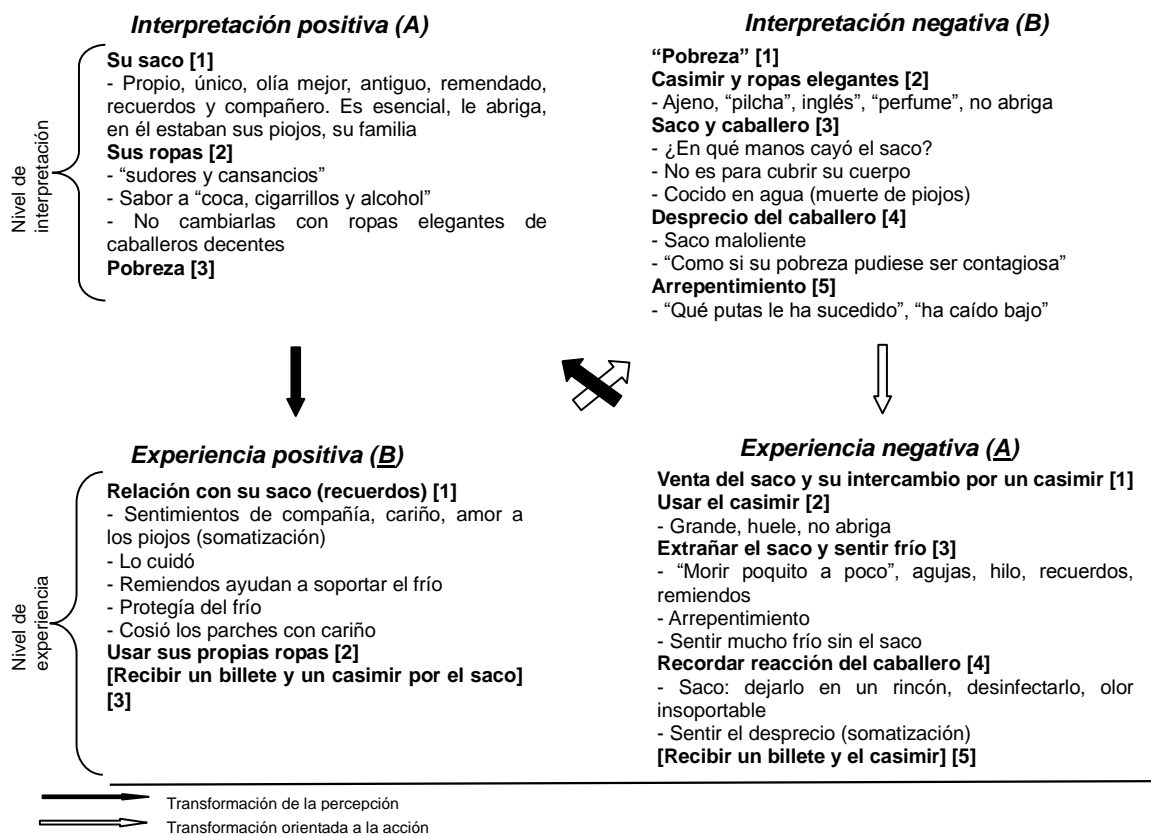 Interpretación positiva (A)
Su saco [1]
- Propio, único, olía mejor, antiguo, remendado,
recuerdos y compañero. Es esencial, le abriga,
en él estaban sus piojos, su familia
Sus ropas [2]
- “sudores y cansancios”
- Sabor a “coca, cigarrillos y alcohol”
- No cambiarlas con ropas elegantes de
caballeros decentes
Pobreza [3]
Nivel de
interpretación
Interpretación negativa (B)
“Pobreza” [1]
Casimir y ropas elegantes [2]
- Ajeno, “pilcha”, inglés”, “perfume”, no abriga
Saco y caballero [3]
- ¿En qué manos cayó el saco?
- No es para cubrir su cuerpo
- Cocido en agua (muerte de piojos)
Desprecio del caballero [4]
- Saco maloliente
- “Como si su pobreza pudiese ser contagiosa”
Arrepentimiento [5]
- “Qué putas le ha sucedido”, “ha caído bajo”
Experiencia positiva (B)
Relación con su saco (recuerdos) [1]
- Sentimientos de compañía, cariño, amor a
los piojos (somatización)
- Lo cuidó
- Remiendos ayudan a soportar el frío
- Protegía del frío
- Cosió los parches con cariño
Usar sus propias ropas [2]
[Recibir un billete y un casimir por el saco]
[3]
Nivel de
experiencia
Experiencia negativa (A)
Venta del saco y su intercambio por un casimir [1]
Usar el casimir [2]
- Grande, huele, no abriga
Extrañar el saco y sentir frío [3]
- “Morir poquito a poco”, agujas, hilo, recuerdos,
remiendos
- Arrepentimiento
- Sentir mucho frío sin el saco
Recordar reacción del caballero [4]
- Saco: dejarlo en un rincón, desinfectarlo, olor
insoportable
- Sentir el desprecio (somatización)
[Recibir un billete y el casimir] [5]
Transformación de la percepción
Transformación orientada a la acción